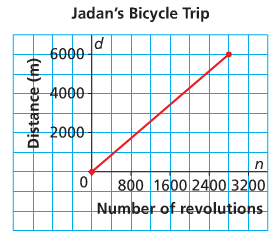 Jadan's Bicycle Trip
d
6000
4000
2000
Distance (m)
n
0 800 1600 2400 3200
Number of revolutions